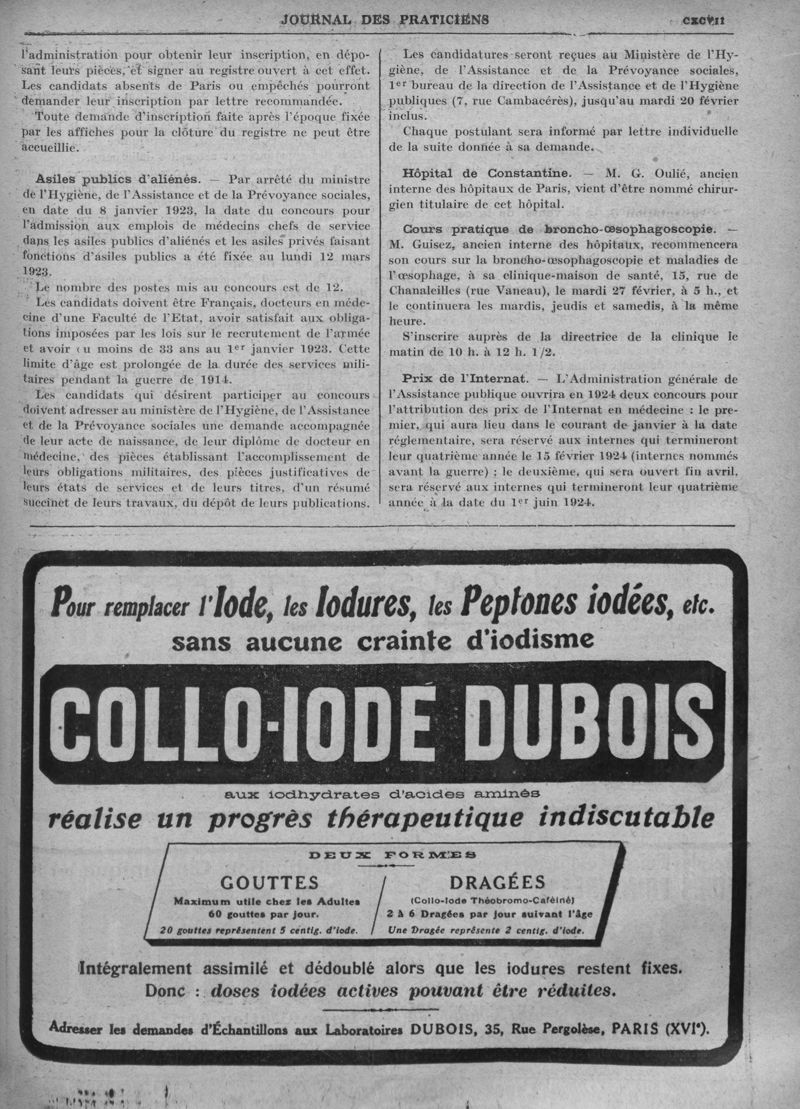 JOURNAL DES PRATICIENS
CXCVII
l'administration pour obtenir leur inscription, en dépo-
sant leurs pièces, et signer au registre ouvert à cet effet.
Les candidats absents de Paris ou empêchés pourront
demander leur inscription par lettre recommandée.
Toute demande d'inscription faite après l'époque fixée
par les affiches pour la clôture du registre ne peut être
accueillie.
Asiles publics d'aliénés. — Par arrêté du ministre
de l'Hygiène, de l'Assistance et de la Prévoyance sociales,
en date du 8 janvier 1923, la date du concours pour
l'admission aux emplois de médecins chefs de service
dans les asiles publics d'aliénés et les asiles privés faisant
fonctions d'asiles publics a été fixée au lundi 12 mars
1923.
Le nombre des postes mis au concours est de 12.
Les candidats doivent être Français, docteurs en méde-
cine d'une Faculté de l'Etat, avoir satisfait aux obliga-
tions imposées par les lois sur le recrutement de l'armée
et avoir au moins de 33 ans au 1er janvier 1923. Cette
limite d'âge est prolongée de la durée des services mili-
taires pendant la guerre de 1914.
Les candidats qui désirent participer au concours
doivent adresser au ministère de l'Hygiène, de l'Assistance
et de la Prévoyance sociales une demande accompagnée
de leur acte de naissance, de leur diplôme de docteur en
médecine, des pièces établissant l'accomplissement de
leurs obligations militaires, des pièces justificatives de
leurs états de services et de leurs titres, d'un résumé
succinct de leurs travaux, du dépôt de leurs publications.
Les candidatures seront reçues au Ministère de l'Hy-
giène, de l'Assistance et de la Prévoyance sociales,
1er bureau de la direction de l'Assistance et de l'Hygiène
publiques (7, rue Cambacérès), jusqu'au mardi 20 février
inclus.
Chaque postulant sera informé par lettre individuelle
de la suite donnée à sa demande.
Hôpital de Constantine. — M. G. Oulié, ancien
interne des hôpitaux de Paris, vient d'être nommé chirur-
gien titulaire de cet hôpital.
Cours pratique de broncho-œsophagoscopie. —
M. Guisez, ancien interne des hôpitaux, recommencera
son cours sur la broncho-œsophagoscopie et maladies de
l'œsophage, à sa clinique-maison de santé, 15, rue de
Chanaleilles (rue Vaneau), le mardi 27 février, à 5 h., et
le continuera les mardis, jeudis et samedis, à la même
heure.
S'inscrire auprès de la directrice de la clinique le
matin de 10 h. à 12 h. 1/2.
Prix de l'Internat. — L'Administration générale de
l'Assistance publique ouvrira en 1924 deux concours pour
l'attribution des prix de l'Internat en médecine : le pre-
mier, qui aura lieu dans le courant de janvier à la date
réglementaire, sera réservé aux internes qui termineront
leur quatrième année le 15 février 1924 (internes nommés
avant la guerre) ; le deuxième, qui sera ouvert fin avril,
sera réservé aux internes qui termineront leur quatrième
année à la date du 1er juin 1924.
Pour remplacer l'Iode, les Iodures, les Peptones iodées, etc.
sans aucune crainte d'iodisme
COLLO-IODE DUBOIS
aux iodhydrates d'acides aminés
réalise un progrès thérapeutique indiscutable
DEUX FORMES
GOUTTES
Maximum utile chez les Adultes
60 gouttes par jour.
20 gouttes représentent 5 centig. d'iode.
DRAGÉES
(Collo-Iode Théobromo-Caféiné)
2 à 6 Dragées par jour suivant l'âge
Une Dragée représente 2 centig. d'iode.
Intégralement assimilé et dédoublé alors que les iodures restent fixes.
Donc : doses iodées actives pouvant être réduites.
Adresser les demandes d'Échantillons aux Laboratoires DUBOIS, 35, Rue Pergolèse, PARIS (XVIe).